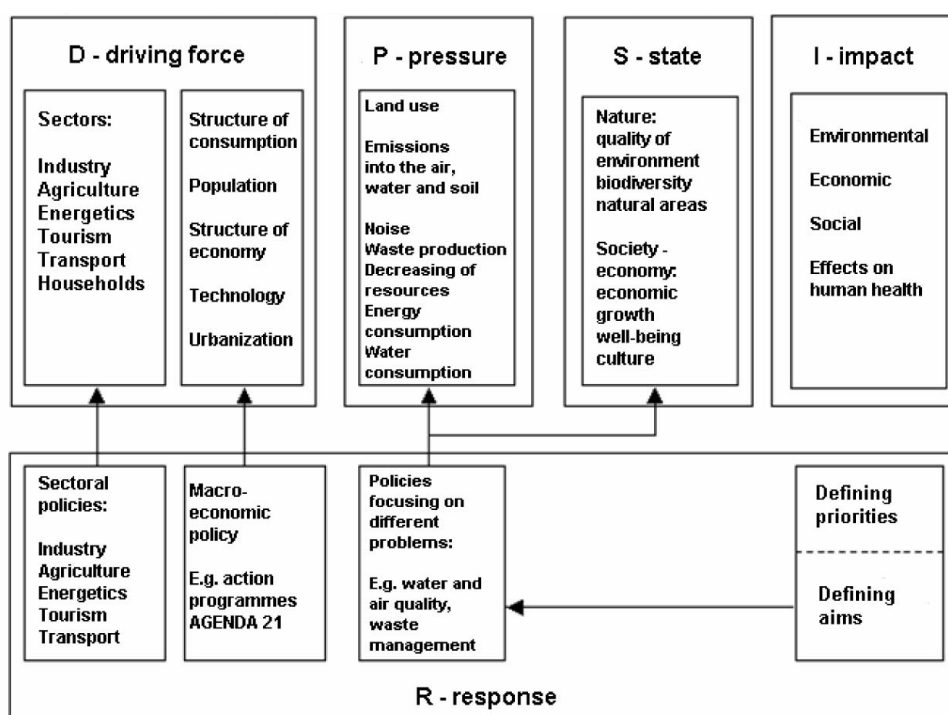 D - driving force
Sectors:
Industry
Agriculture
Energetics
Tourism
Transport
Households
Structure of
consumption
Population
Structure of
economy
Technology
Urbanization
P - pressure
Land use
Emissions
into the air,
water and soil
Noise
Waste production
Decreasing of
resources
Energy
consumption
Water
consumption
S - state
Nature:
quality of
environment
biodiversity
natural areas
Society -
economy:
economic
growth
well-being
culture
I - impact
Environmental
Economic
Social
Effects on
human health
Sectoral
policies:
Industry
Agriculture
Energetics
Tourism
Transport
Macro-
economic
policy
E.g. action
programmes
AGENDA 21
Policies
focusing on
different
problems:
E.g. water and
air quality,
waste
management
Defining
priorities
Defining
aims
R - response